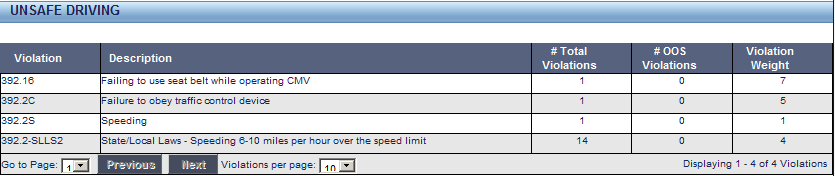 UNSAFE DRIVING
Violation Description # Total Violations # OOS Violations Violation Weight
392.16 Failing to use seat belt while operating CMV 1 0 7
392.2C Failure to obey traffic control device 1 0 5
392.2S Speeding 1 0 1
392.2-SLLS2 State/Local Laws - Speeding 6-10 miles per hour over the speed limit 14 0 4
Go to Page: 1 Previous Next Violations per page: 10 Displaying 1 - 4 of 4 Violations